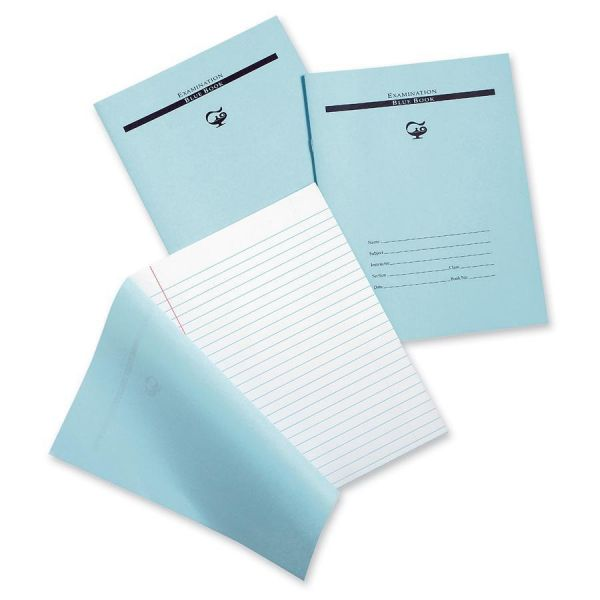 EXAMINATION
BLUE BOOK
EXAMINATION
BLUE BOOK
Name
Subject
Instructor
Section Class
Date Book No.